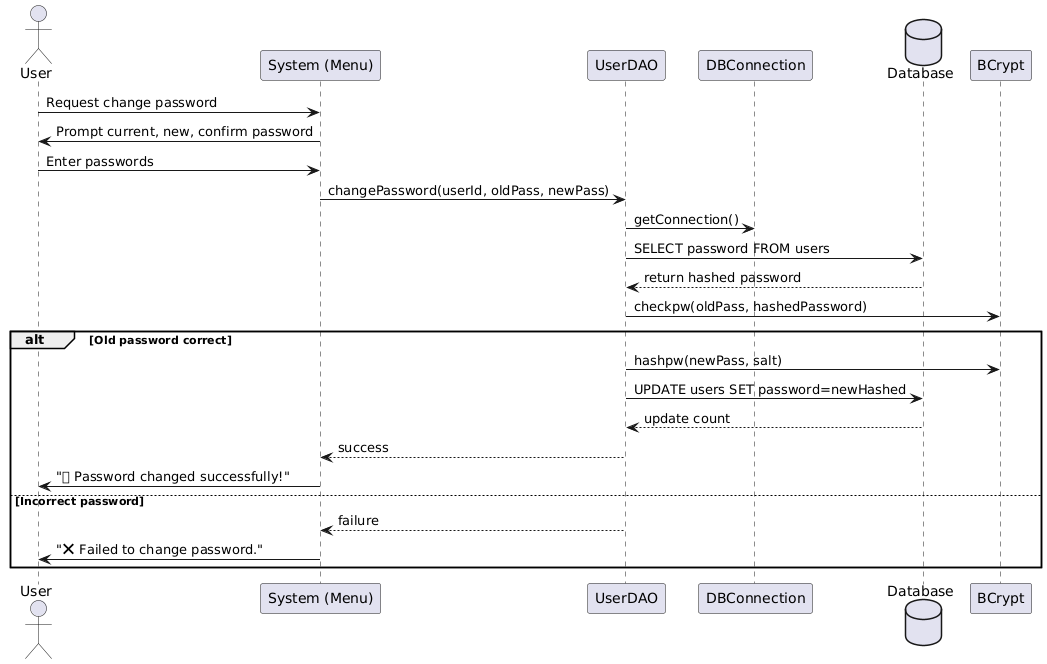 User
System (Menu)
UserDAO
DBConnection
Database
BCrypt
Request change password
Prompt current, new, confirm password
Enter passwords
changePassword(userId, oldPass, newPass)
getConnection()
SELECT password FROM users
return hashed password
checkpw(oldPass, hashedPassword)
alt [Old password correct]
hashpw(newPass, salt)
UPDATE users SET password=newHashed
update count
success
"▯ Password changed successfully!"
[Incorrect password]
failure
"❌ Failed to change password."
User
System (Menu)
UserDAO
DBConnection
Database
BCrypt